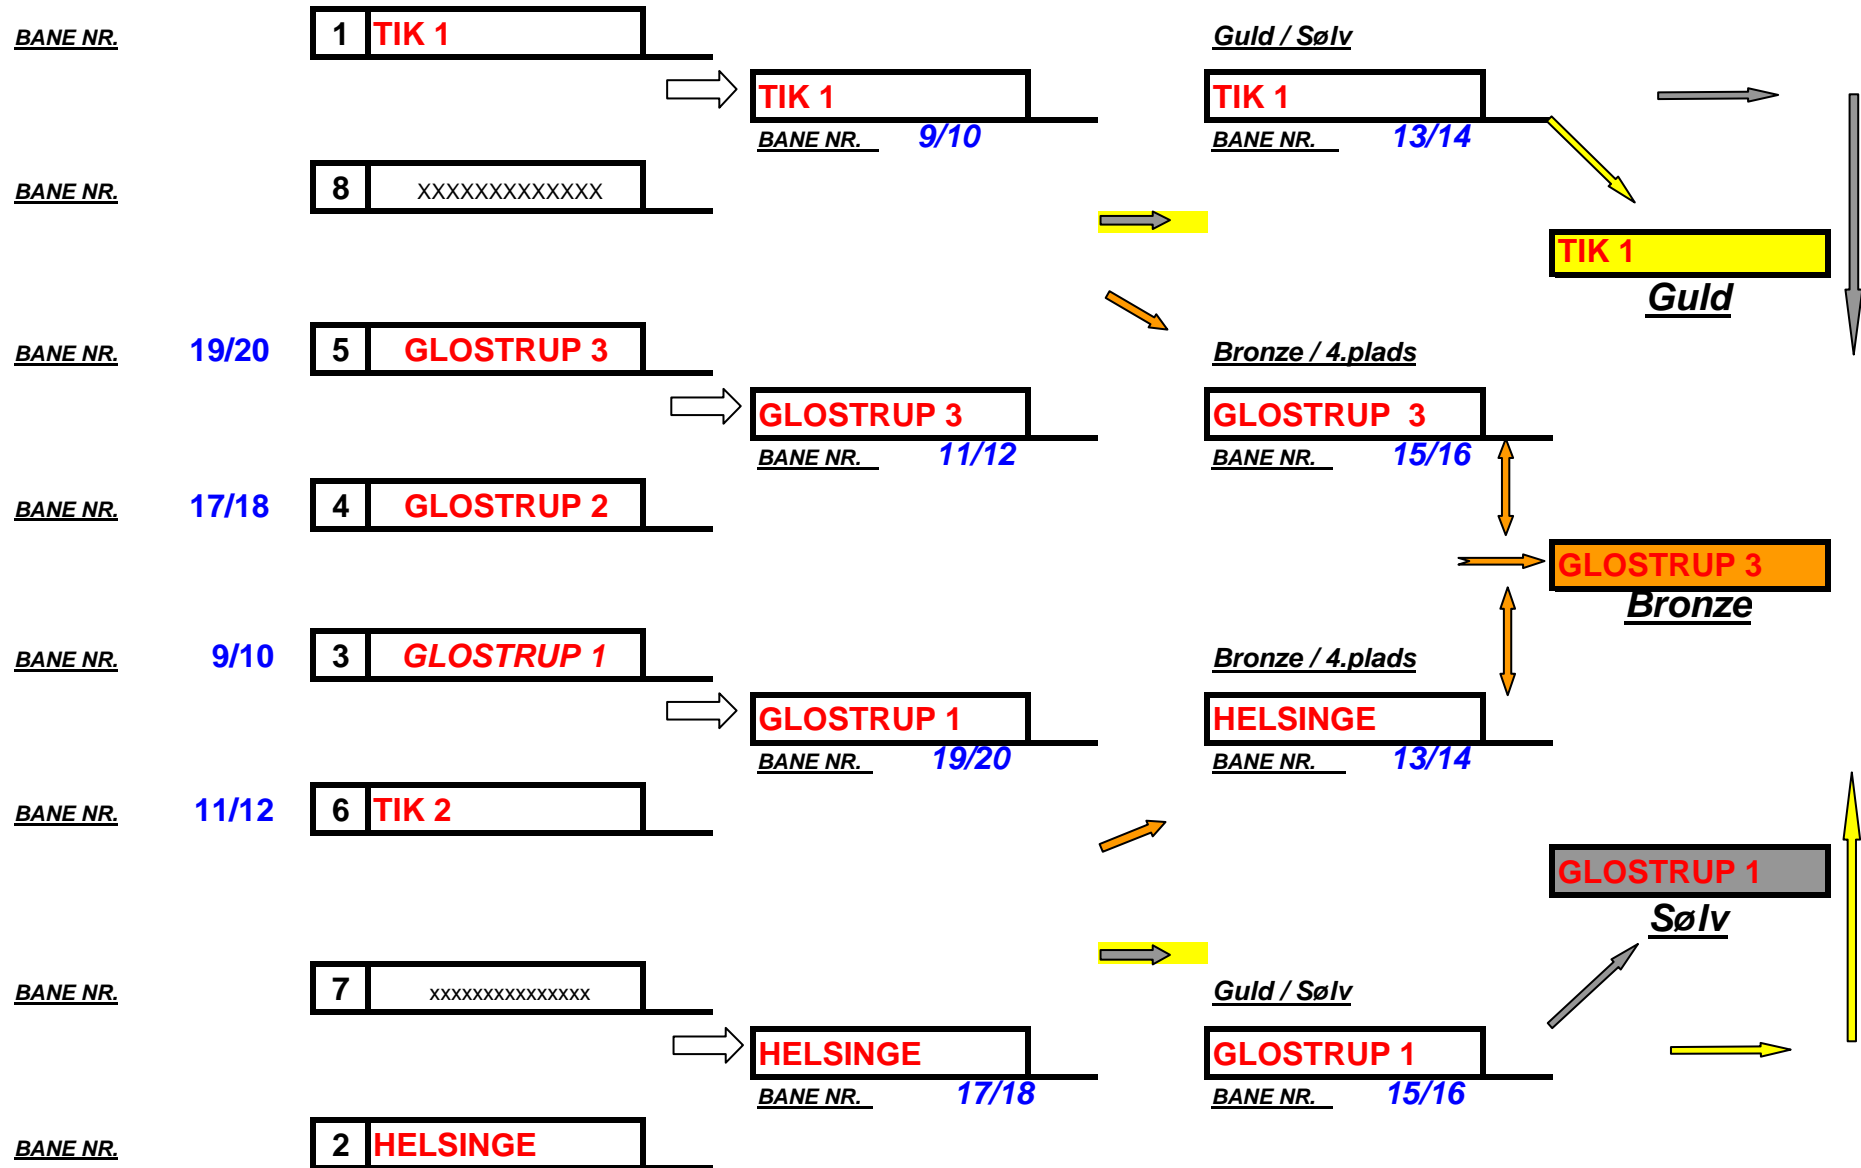 BANE NR. 1 TIK 1 Guld / Sølv
TIK 1 TIK 1
BANE NR. 9/10 BANE NR. 13/14
BANE NR. 8 XXXXXXXXXXXXX
TIK 1
Guld
BANE NR. 19/20 5 GLOSTRUP 3 Bronze / 4.plads
GLOSTRUP 3 GLOSTRUP 3
BANE NR. 11/12 BANE NR. 15/16
BANE NR. 17/18 4 GLOSTRUP 2
GLOSTRUP 3
Bronze
BANE NR. 9/10 3 GLOSTRUP 1 Bronze / 4.plads
GLOSTRUP 1 HELSINGE
BANE NR. 19/20 BANE NR. 13/14
BANE NR. 11/12 6 TIK 2
GLOSTRUP 1
Sølv
BANE NR. 7 xxxxxxxxxxxxxxx Guld / Sølv
HELSINGE GLOSTRUP 1
BANE NR. 17/18 BANE NR. 15/16
BANE NR. 2 HELSINGE